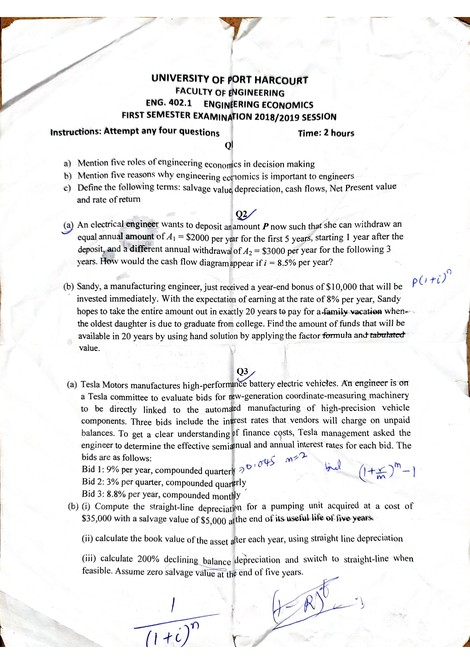 UNIVERSITY OF PORT HARCOURT
FACULTY OF ENGINEERING
ENG. 402.1 ENGINEERING ECONOMICS
FIRST SEMESTER EXAMINATION 2018/2019 SESSION
Instructions: Attempt any four questions Time: 2 hours
Q1
a) Mention five roles of engineering economics in decision making
b) Mention five reasons why engineering economics is important to engineers
c) Define the following terms: salvage value, depreciation, cash flows, Net Present value
and rate of return
Q2
(a) An electrical engineer wants to deposit an amount P now such that she can withdraw an
equal annual amount of A₁ = $2000 per year for the first 5 years, starting 1 year after the
deposit, and a different annual withdrawal of A₂ = $3000 per year for the following 3
years. How would the cash flow diagram appear if i = 8.5% per year?
(b) Sandy, a manufacturing engineer, just received a year-end bonus of $10,000 that will be P(1+i)ⁿ
invested immediately. With the expectation of earning at the rate of 8% per year, Sandy
hopes to take the entire amount out in exactly 20 years to pay for a family vacation when
the oldest daughter is due to graduate from college. Find the amount of funds that will be
available in 20 years by using hand solution by applying the factor formula and tabulated
value.
Q3
(a) Tesla Motors manufactures high-performance battery electric vehicles. An engineer is on
a Tesla committee to evaluate bids for new-generation coordinate-measuring machinery
to be directly linked to the automated manufacturing of high-precision vehicle
components. Three bids include the interest rates that vendors will charge on unpaid
balances. To get a clear understanding of finance costs, Tesla management asked the
engineer to determine the effective semiannual and annual interest rates for each bid. The
bids are as follows:
Bid 1: 9% per year, compounded quarterly 0.045 m=2 (1+r/m)ᵐ-1
Bid 2: 3% per quarter, compounded quarterly
Bid 3: 8.8% per year, compounded monthly
(b) (i) Compute the straight-line depreciation for a pumping unit acquired at a cost of
$35,000 with a salvage value of $5,000 at the end of its useful life of five years.
(ii) calculate the book value of the asset after each year, using straight line depreciation
(iii) calculate 200% declining balance depreciation and switch to straight-line when
feasible. Assume zero salvage value at the end of five years.
1
(1+i)ⁿ